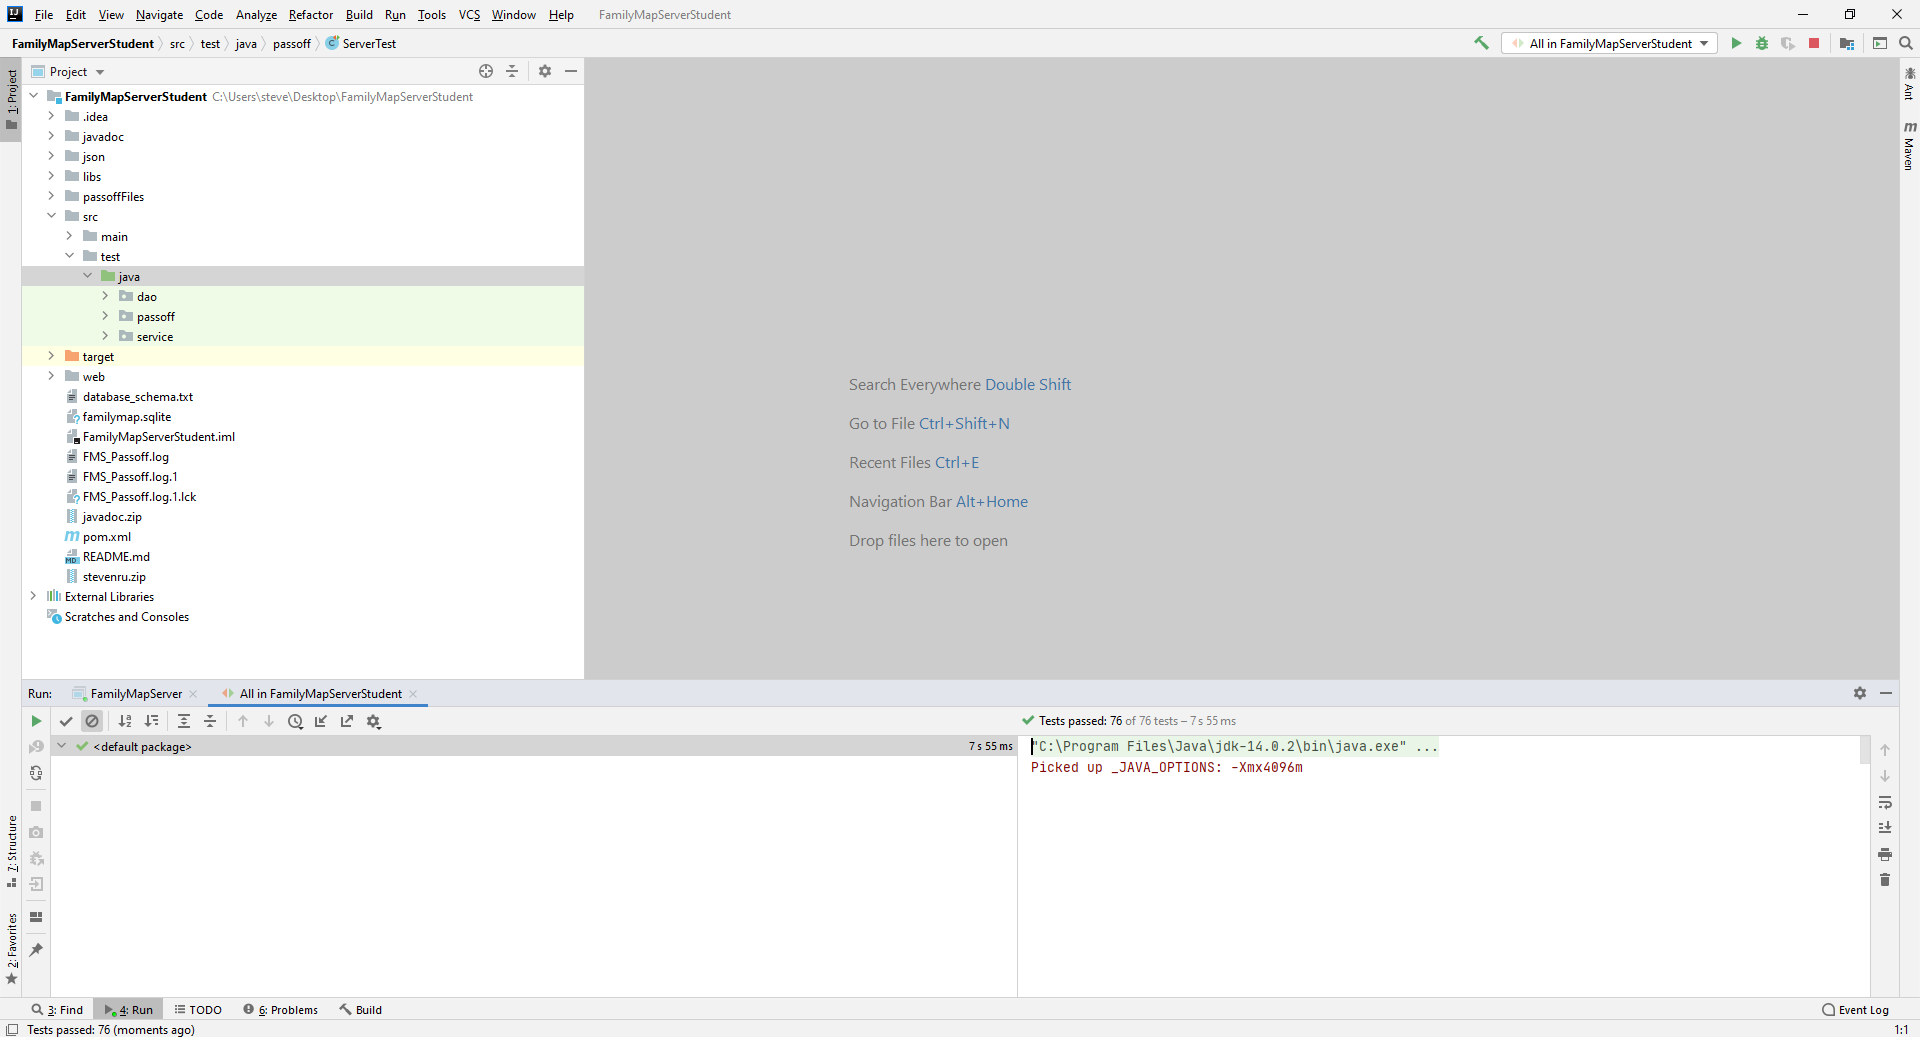 File Edit View Navigate Code Analyze Refactor Build Run Tools VCS Window Help FamilyMapServerStudent
FamilyMapServerStudent src test java passoff ServerTest
All in FamilyMapServerStudent
1: Project
Project
FamilyMapServerStudent C:\Users\steve\Desktop\FamilyMapServerStudent
.idea
javadoc
json
libs
passoffFiles
src
main
test
java
dao
passoff
service
target
web
database_schema.txt
familymap.sqlite
FamilyMapServerStudent.iml
FMS_Passoff.log
FMS_Passoff.log.1
FMS_Passoff.log.1.lck
javadoc.zip
pom.xml
README.md
stevenru.zip
External Libraries
Scratches and Consoles
Search Everywhere Double Shift
Go to File Ctrl+Shift+N
Recent Files Ctrl+E
Navigation Bar Alt+Home
Drop files here to open
Ant
Maven
Run: FamilyMapServer All in FamilyMapServerStudent
Tests passed: 76 of 76 tests – 7 s 55 ms
<default package> 7 s 55 ms
"C:\Program Files\Java\jdk-14.0.2\bin\java.exe" ...
Picked up _JAVA_OPTIONS: -Xmx4096m
7: Structure
2: Favorites
3: Find 4: Run TODO 6: Problems Build Event Log
Tests passed: 76 (moments ago) 1:1